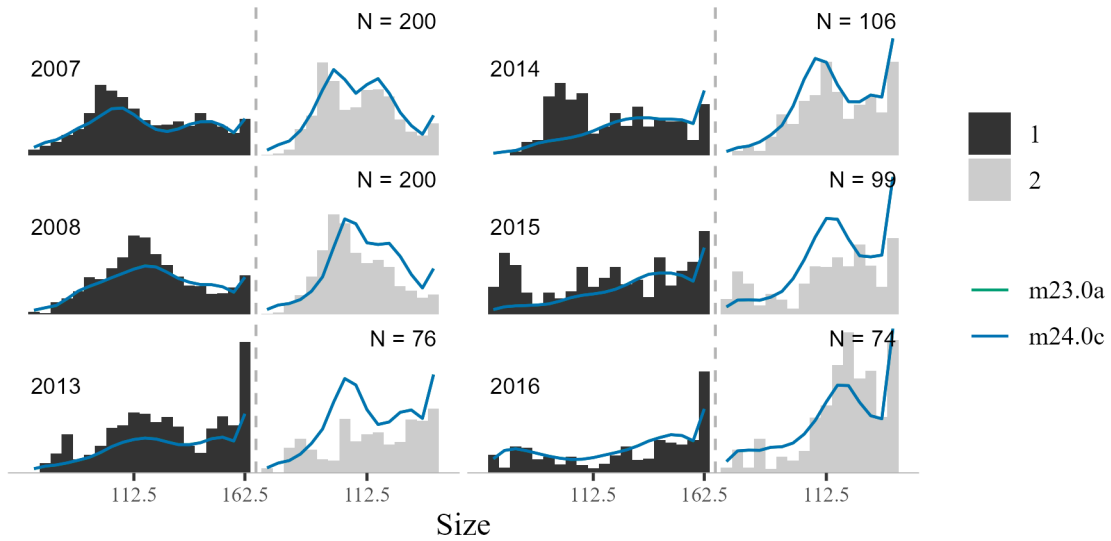 N = 200
N = 106
2007
2014
1
2
N = 200
N = 99
2008
2015
m23.0a
m24.0c
N = 76
N = 74
2013
2016
112.5
162.5
112.5
112.5
162.5
112.5
Size